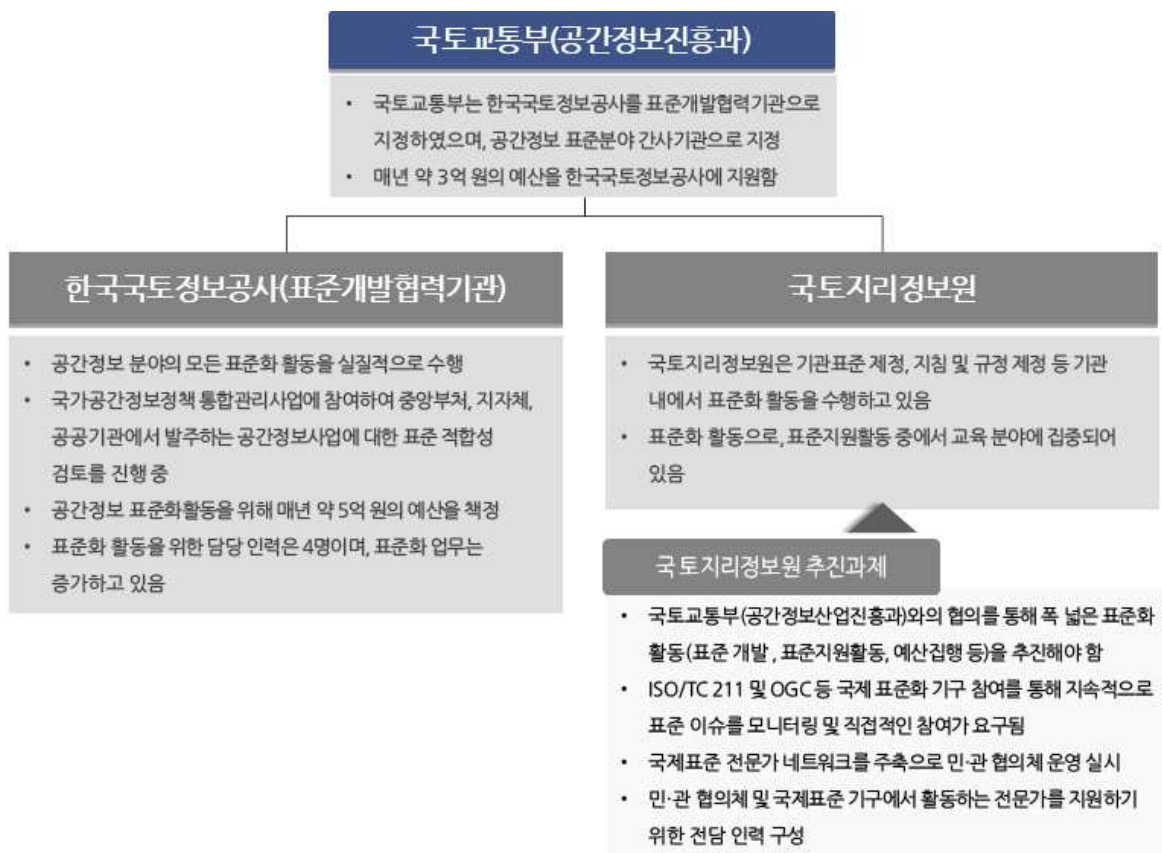 국토교통부(공간정보진흥과)
• 국토교통부는 한국국토정보공사를 표준개발협력기관으로
지정하였으며, 공간정보 표준분야 간사기관으로 지정
• 매년 약 3억 원의 예산을 한국국토정보공사에 지원함
한국국토정보공사(표준개발협력기관)
• 공간정보 분야의 모든 표준화 활동을 실질적으로 수행
• 국가공간정보정책 통합관리사업에 참여하여 중앙부처, 지자체,
공공기관에서 발주하는 공간정보사업에 대한 표준 적합성
검토를 진행 중
• 공간정보 표준화활동을 위해 매년 약 5억 원의 예산을 책정
• 표준화 활동을 위한 담당 인력은 4명이며, 표준화 업무는
증가하고 있음
국토지리정보원
• 국토지리정보원은 기관표준 제정, 지침 및 규정 제정 등 기관
내에서 표준화 활동을 수행하고 있음
• 표준화 활동으로, 표준지원활동 중에서 교육 분야에 집중되어
있음
국토지리정보원 추진과제
• 국토교통부(공간정보산업진흥과)와의 협의를 통해 폭 넓은 표준화
활동(표준 개발 , 표준지원활동, 예산집행 등)을 추진해야 함
• ISO/TC 211 및 OGC 등 국제 표준화 기구 참여를 통해 지속적으로
표준 이슈를 모니터링 및 직접적인 참여가 요구됨
• 국제표준 전문가 네트워크를 주축으로 민·관 협의체 운영 실시
• 민·관 협의체 및 국제표준 기구에서 활동하는 전문가를 지원하기
위한 전담 인력 구성